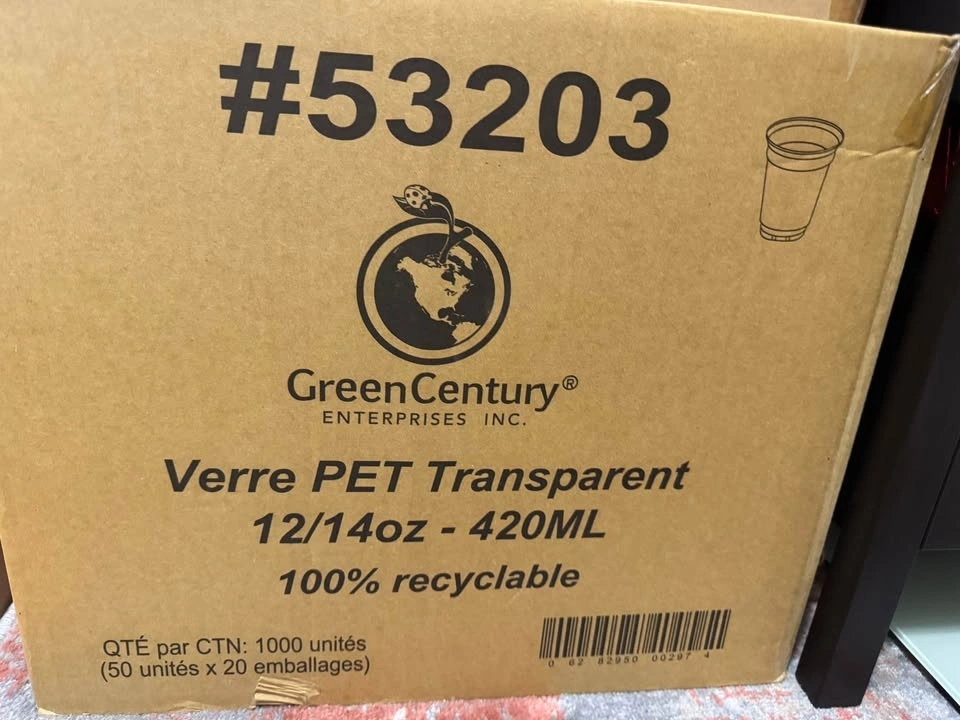 #53203
GreenCentury®
ENTERPRISES INC.
Verre PET Transparent
12/14oz - 420ML
100% recyclable
QTÉ par CTN: 1000 unités
(50 unités x 20 emballages)
0 62 82950 00297 4